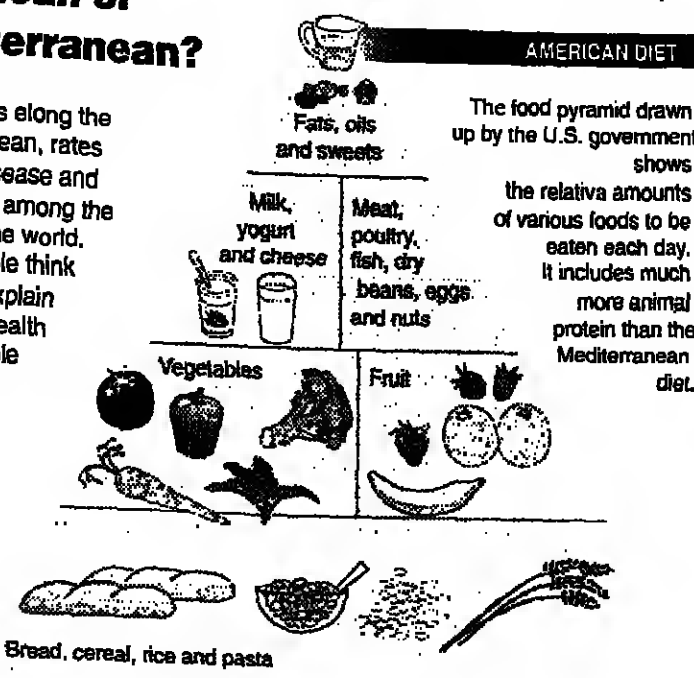 erranean?
s elong the
ean, rates
ease and
among the
e world.
le think
xplain
ealth
le
AMERICAN DIET
The food pyramid drawn
up by the U.S. government
shows
the relativa amounts
of various foods to be
eaten each day.
It includes much
more animal
protein than the
Mediterranean
diet.
Fats, oils
and sweets
Milk,
yogurt
and cheese
Meat,
poultry,
fish, dry
beans, eggs
and nuts
Vegetables
Fruit
Bread, cereal, rice and pasta